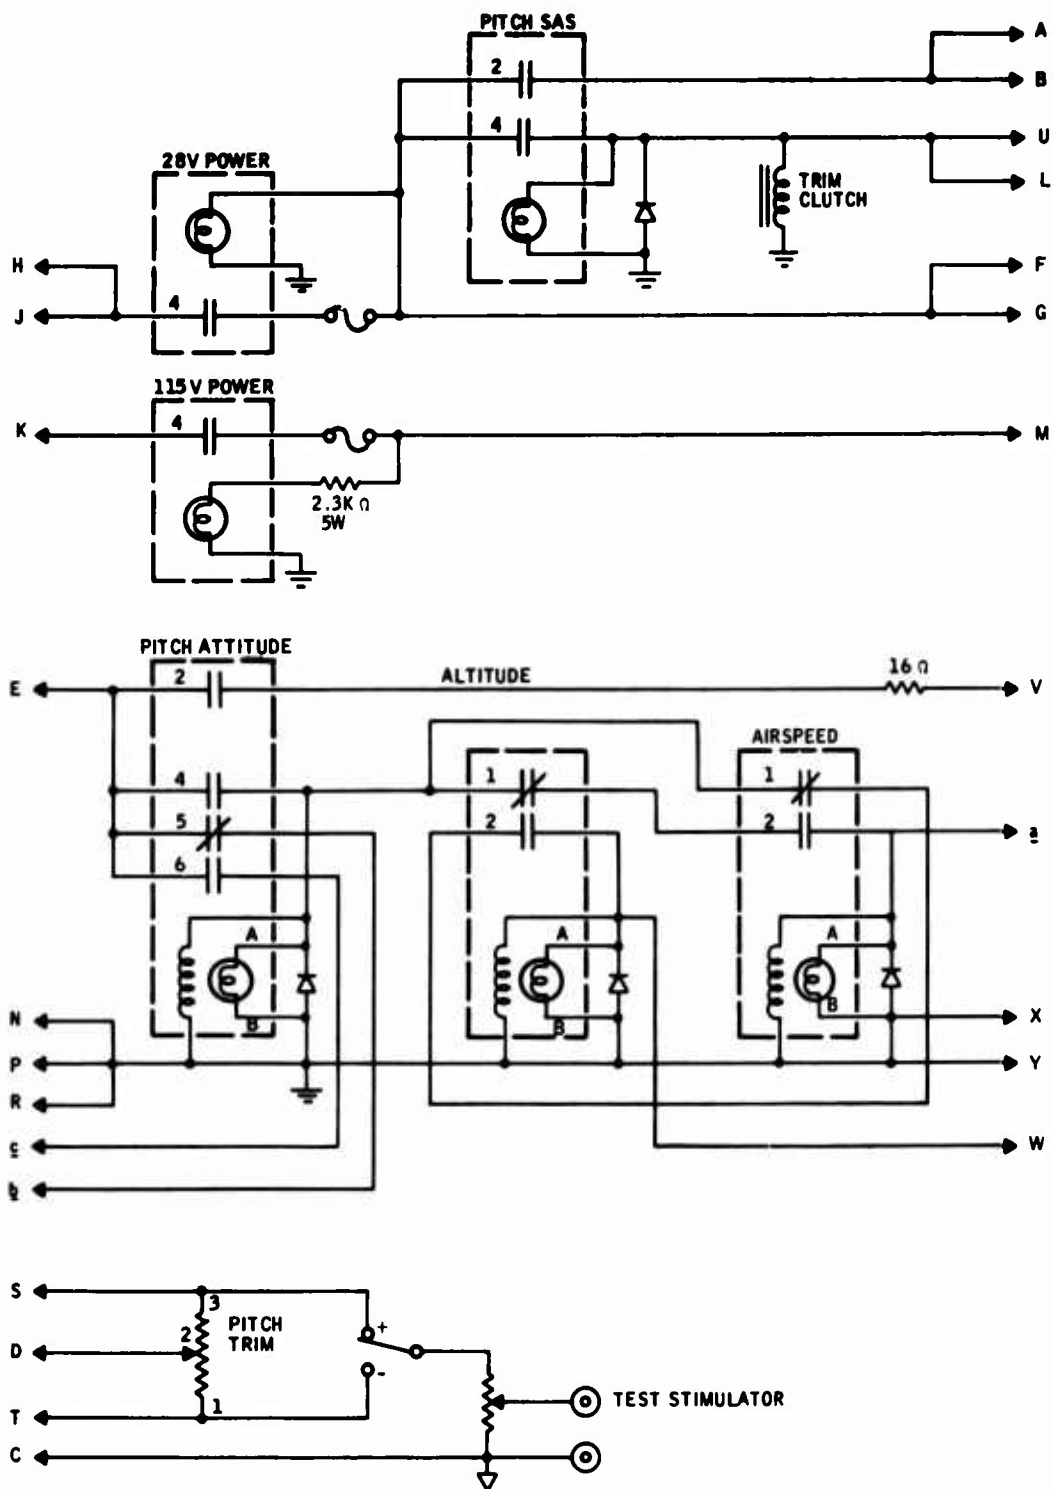 PITCH SAS
A
2
B
4
U
28V POWER
TRIM
CLUTCH
L
H
F
4
J
G
115V POWER
4
K
M
2.3K Ω
5W
PITCH ATTITUDE
E
2
ALTITUDE
16 Ω
V
AIRSPEED
4
1
1
5
2
2
a
6
A
A
A
B
B
B
N
X
P
Y
R
c
W
b
S
3
PITCH
TRIM
+
2
D
-
1
TEST STIMULATOR
T
C